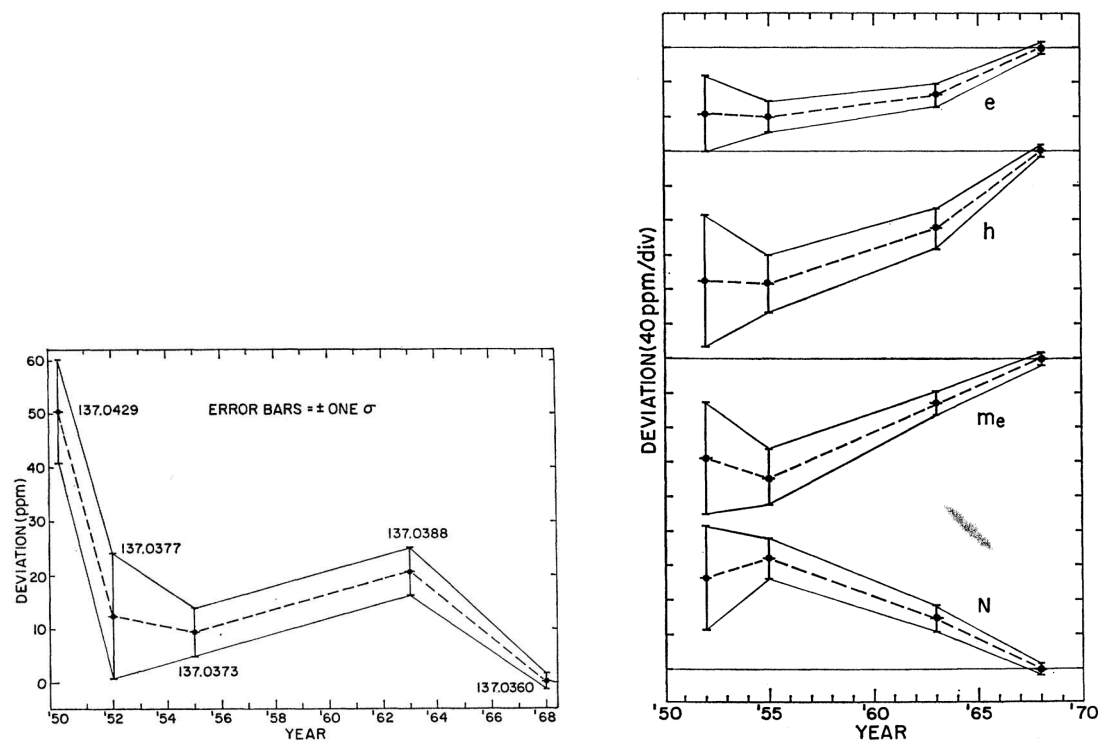 60
50
40
30
20
10
0
DEVIATION (ppm)
137.0429
ERROR BARS = ± ONE σ
137.0377
137.0388
137.0373
137.0360
'50 '52 '54 '56 '58 '60 '62 '64 '66 '68
YEAR
DEVIATION (40 ppm/div)
e
h
me
N
'50 '55 '60 '65 '70
YEAR